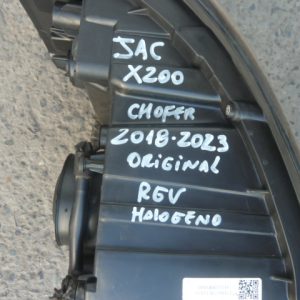 JAC
X200
CHOFER
2018-2023
ORIGINAL
REV
HALOGENO